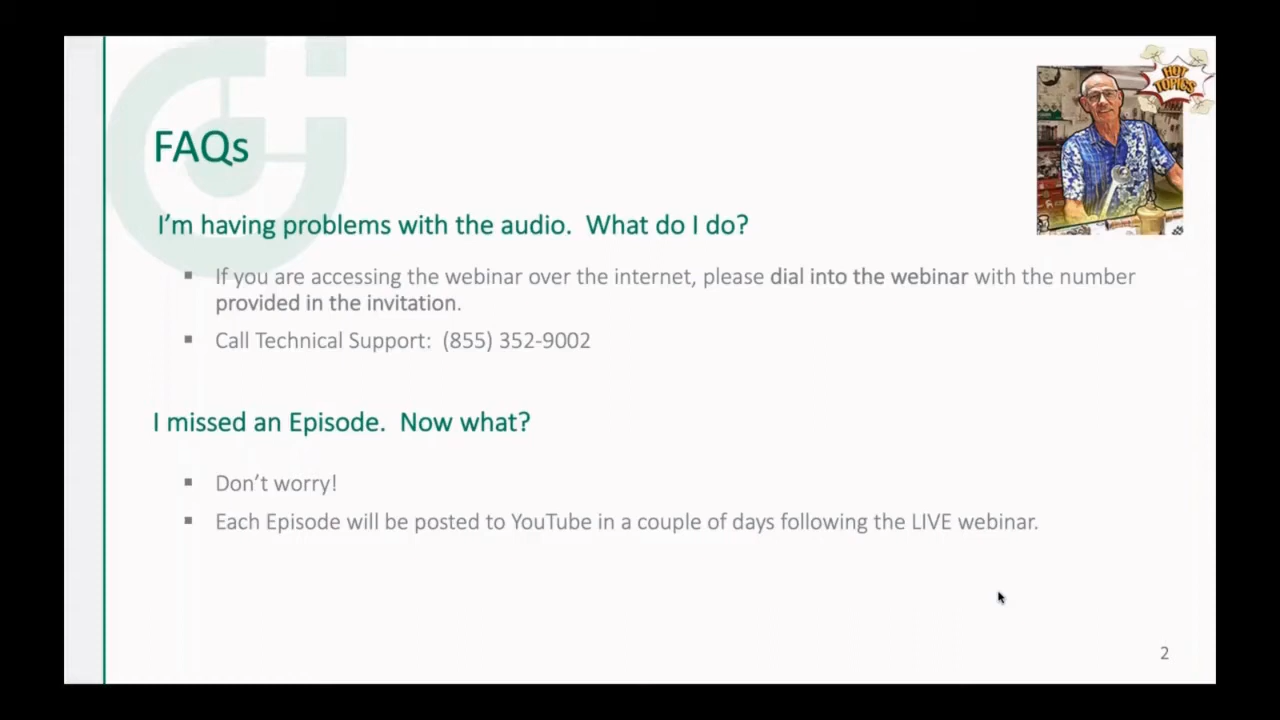 HOT
TOPICS
FAQs
I'm having problems with the audio.  What do I do?
▪ If you are accessing the webinar over the internet, please dial into the webinar with the number
provided in the invitation.
▪ Call Technical Support:  (855) 352-9002
I missed an Episode.  Now what?
▪ Don't worry!
▪ Each Episode will be posted to YouTube in a couple of days following the LIVE webinar.
2